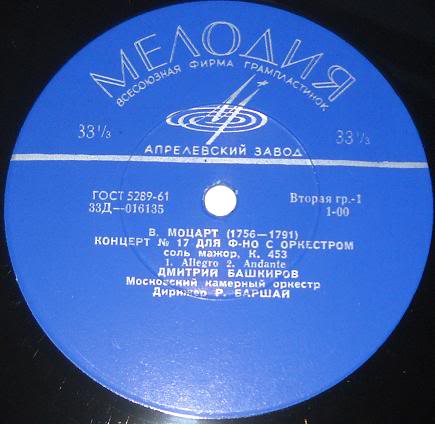 МЕЛОДИЯ
ВСЕСОЮЗНАЯ ФИРМА ГРАМПЛАСТИНОК
33⅓ 33⅓
АПРЕЛЕВСКИЙ ЗАВОД
ГОСТ 5289-61 Вторая гр.-1
33Д—016135 1-00
В. МОЦАРТ (1756—1791)
КОНЦЕРТ № 17 ДЛЯ Ф-НО С ОРКЕСТРОМ
соль мажор, К. 453
1. Allegro 2. Andante
ДМИТРИЙ БАШКИРОВ
Московский камерный оркестр
Дирижер Р. БАРШАЙ